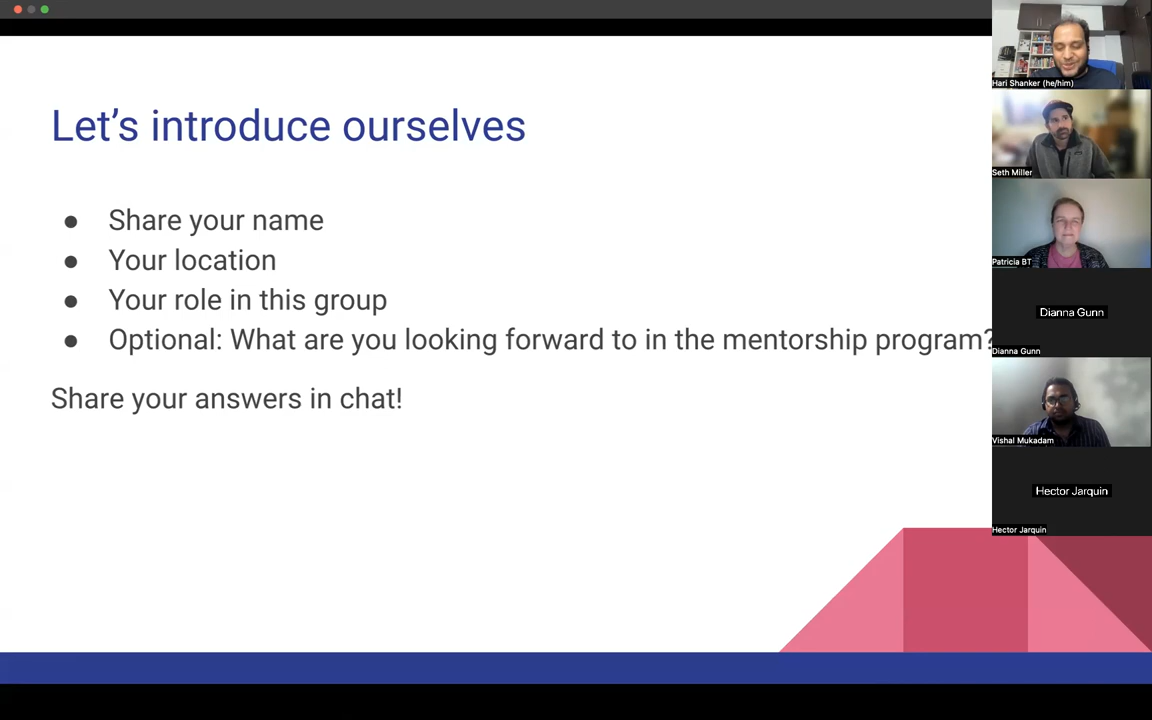 Let's introduce ourselves
● Share your name
● Your location
● Your role in this group
● Optional: What are you looking forward to in the mentorship program?
Share your answers in chat!
Hari Shanker (he/him)
Seth Miller
Patricia BT
Dianna Gunn
Dianna Gunn
Vishal Mukadam
Hector Jarquin
Hector Jarquin